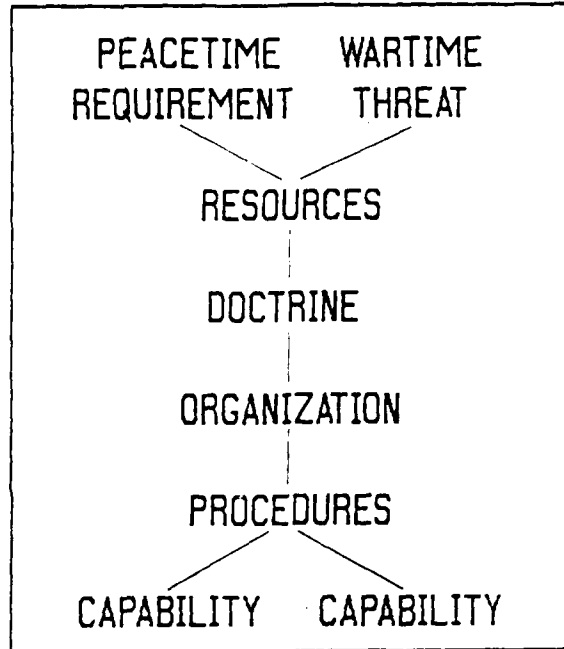 PEACETIME WARTIME
REQUIREMENT THREAT
RESOURCES
DOCTRINE
ORGANIZATION
PROCEDURES
CAPABILITY CAPABILITY